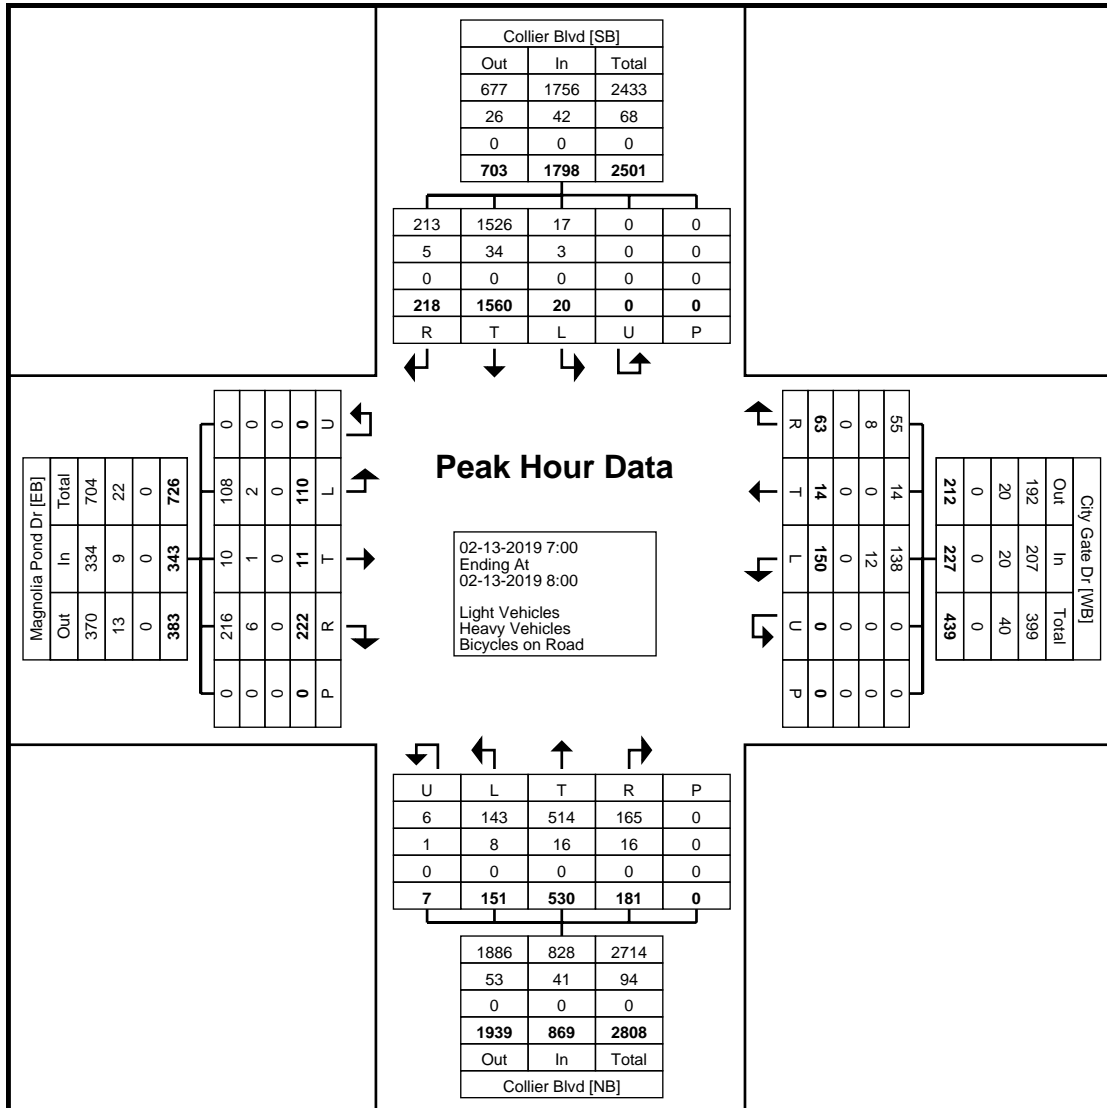 Collier Blvd [SB]
Out In Total
677 1756 2433
26 42 68
0 0 0
703 1798 2501
213 1526 17 0 0
5 34 3 0 0
0 0 0 0 0
218 1560 20 0 0
R T L U P
Magnolia Pond Dr [EB]
Total 704 22 0 726
In 334 9 0 343
Out 370 13 0 383
0 0 0 0 U
108 2 0 110 L
10 1 0 11 T
216 6 0 222 R
0 0 0 0 P
Peak Hour Data
02-13-2019 7:00
Ending At
02-13-2019 8:00
Light Vehicles
Heavy Vehicles
Bicycles on Road
R 63 0 8 55
T 14 0 0 14
L 150 0 12 138
U 0 0 0 0
P 0 0 0 0
City Gate Dr [WB]
Out In Total
192 207 399
20 20 40
0 0 0
212 227 439
U L T R P
6 143 514 165 0
1 8 16 16 0
0 0 0 0 0
7 151 530 181 0
1886 828 2714
53 41 94
0 0 0
1939 869 2808
Out In Total
Collier Blvd [NB]